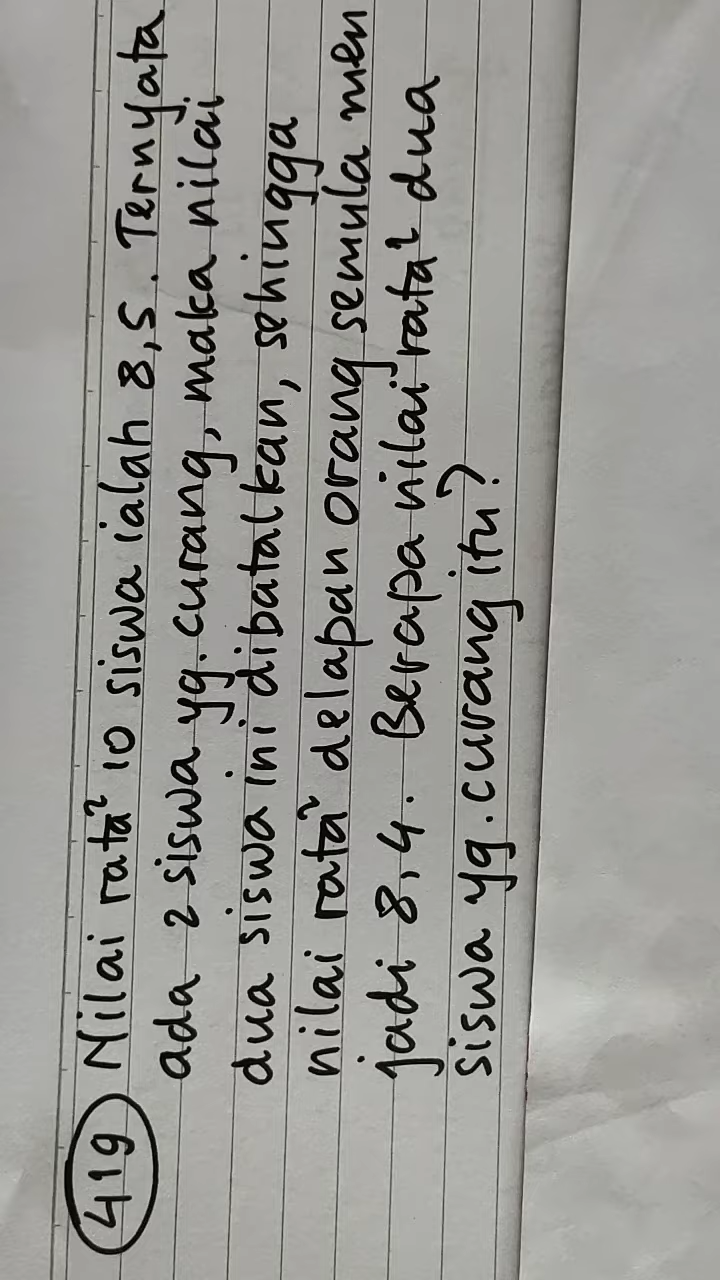 419 Nilai rata² 10 siswa ialah 8,5. Ternyata
ada 2 siswa yg. curang, maka nilai
dua siswa ini dibatalkan, sehingga
nilai rata² delapan orang semula men
jadi 8,4. Berapa nilai rata² dua
siswa yg. curang itu?